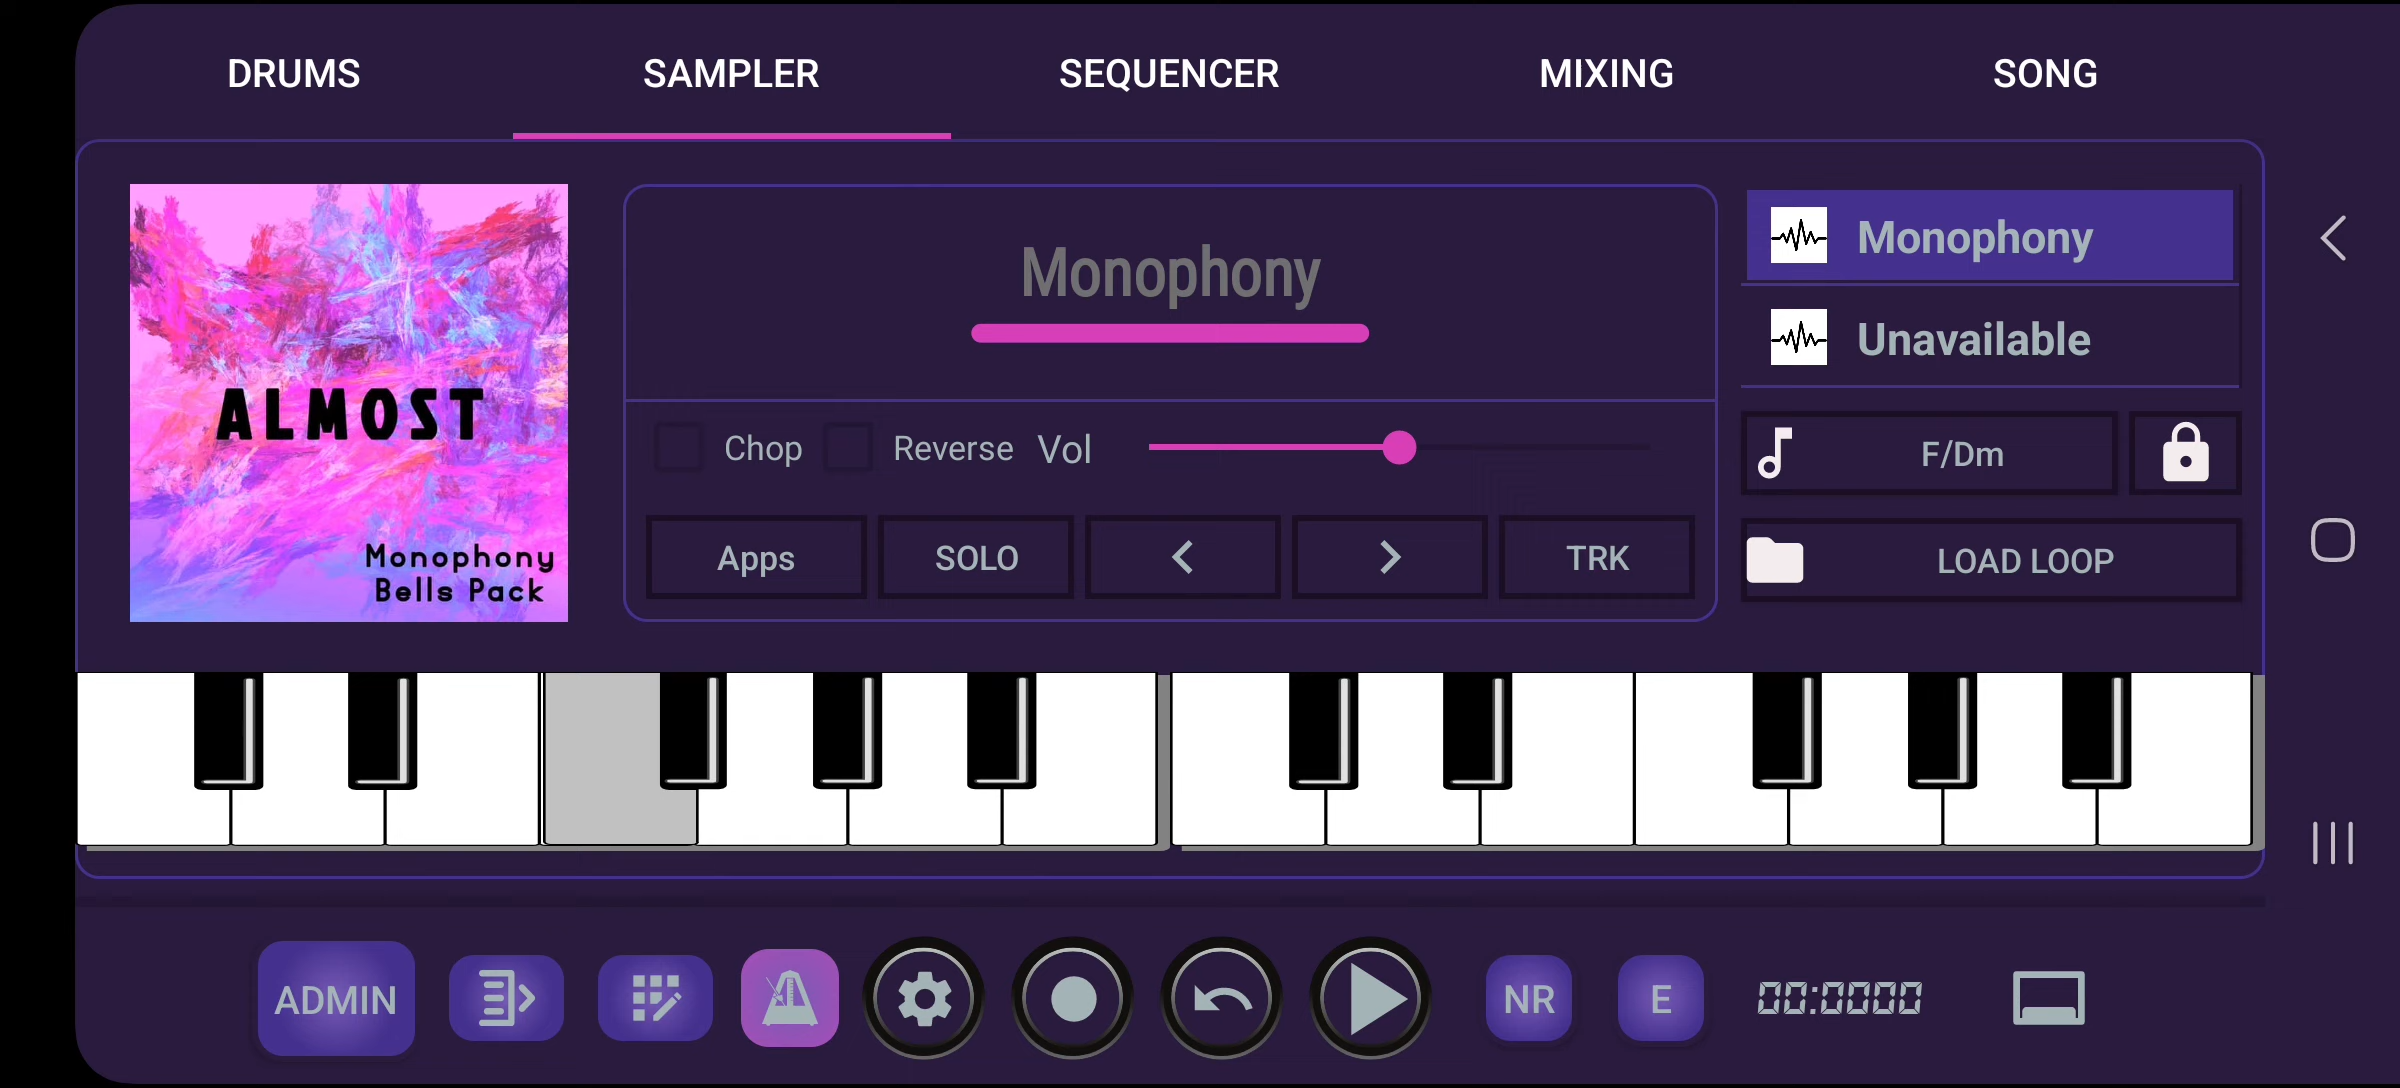 DRUMS
SAMPLER
SEQUENCER
MIXING
SONG
ALMOST
Monophony
Bells Pack
Monophony
Chop
Reverse
Vol
Apps
SOLO
TRK
Monophony
Unavailable
F/Dm
LOAD LOOP
ADMIN
NR
E
00:0000